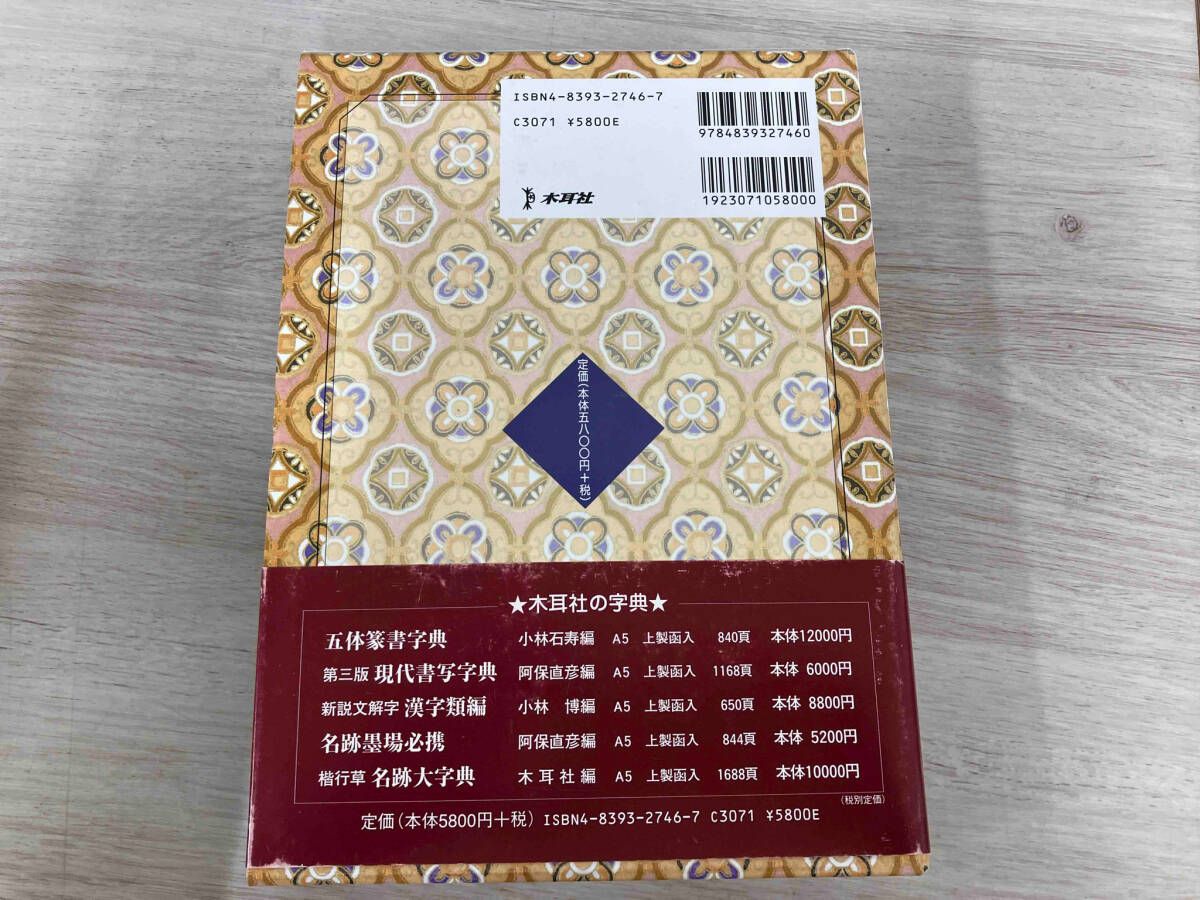 ISBN4-8393-2746-7
C3071 ¥5800E
9784839327460
1923071058000
木耳社
定価(本体五八〇〇円+税)
★木耳社の字典★
五体篆書字典 小林石寿編 A5 上製函入 840頁 本体12000円
第三版 現代書写字典 阿保直彦編 A5 上製函入 1168頁 本体 6000円
新説文解字 漢字類編 小林 博編 A5 上製函入 650頁 本体 8800円
名跡墨場必携 阿保直彦編 A5 上製函入 844頁 本体 5200円
楷行草 名跡大字典 木耳社編 A5 上製函入 1688頁 本体10000円
(税別定価)
定価(本体5800円+税) ISBN4-8393-2746-7 C3071 ¥5800E